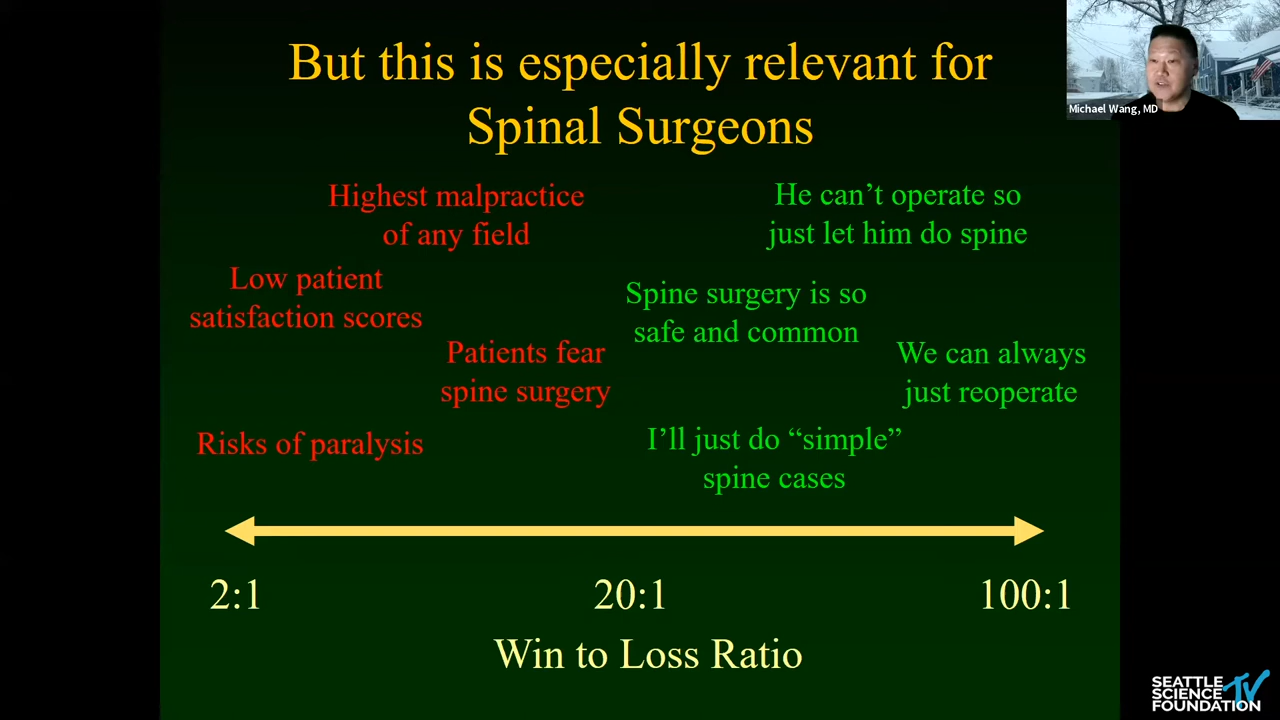 But this is especially relevant for
Spinal Surgeons
Michael Wang, MD
Highest malpractice
of any field
He can’t operate so
just let him do spine
Low patient
satisfaction scores
Spine surgery is so
safe and common
Patients fear
spine surgery
We can always
just reoperate
Risks of paralysis
I’ll just do “simple”
spine cases
2:1
20:1
100:1
Win to Loss Ratio
SEATTLE
SCIENCE
FOUNDATION
TV